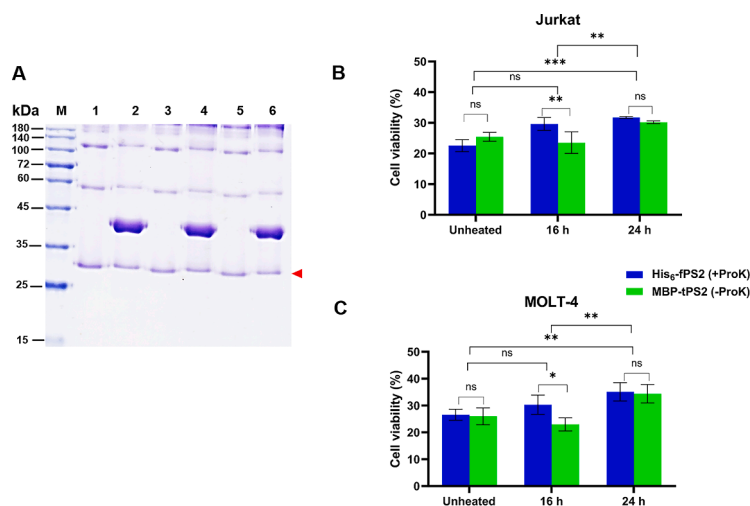 A
kDa M 1 2 3 4 5 6
180
140
100
72
60
45
35
25
15
B
Jurkat
**
***
ns
ns
**
ns
50
40
30
20
10
0
Cell viability (%)
Unheated 16 h 24 h
His6-fPS2 (+ProK)
MBP-tPS2 (-ProK)
C
MOLT-4
**
**
ns
ns
*
ns
50
40
30
20
10
0
Cell viability (%)
Unheated 16 h 24 h